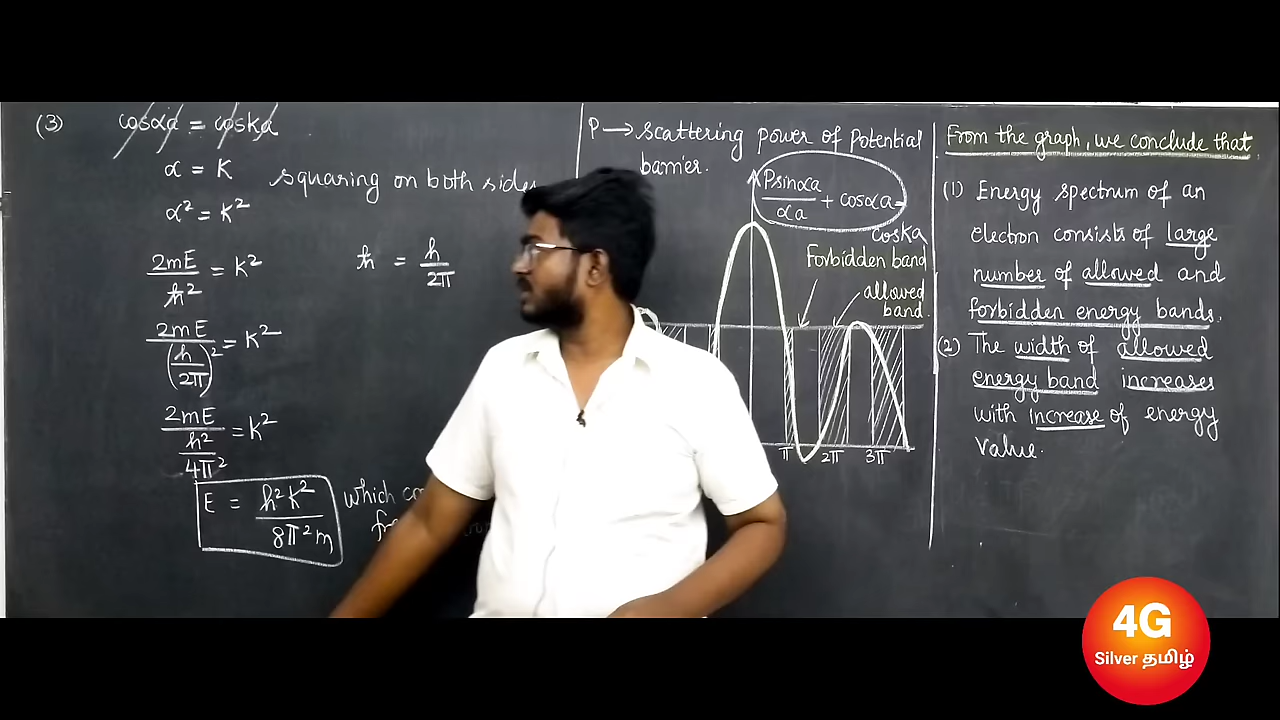 (3) cosαa = coska
α = K
squaring on both sides
α² = K²
2mE/ħ² = K²
ħ = h/2π
2mE/(h/2π)² = K²
2mE/(h²/4π²) = K²
E = h²K²/8π²m which
P → scattering power of Potential
barrier.
Psinαa/αa + cosαa =
coska
Forbidden band
allowed
band.
π 2π 3π
From the graph, we conclude that
(1) Energy spectrum of an
electron consists of large
number of allowed and
forbidden energy bands.
(2) The width of allowed
energy band increases
with increase of energy
value.
4G
Silver தமிழ்